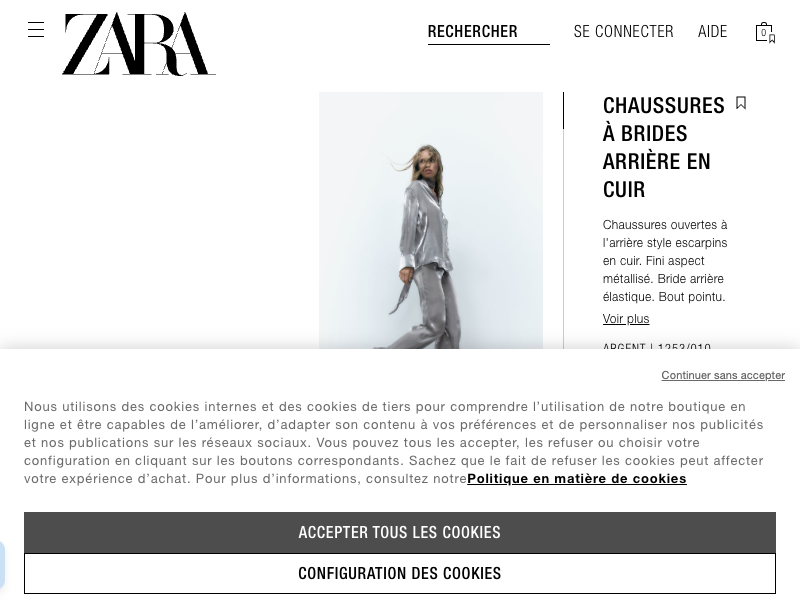 ZARA
RECHERCHER
SE CONNECTER
AIDE
0
CHAUSSURES
À BRIDES
ARRIÈRE EN
CUIR
Chaussures ouvertes à
l'arrière style escarpins
en cuir. Fini aspect
métallisé. Bride arrière
élastique. Bout pointu.
Voir plus
ARGENT | 1253/010
Continuer sans accepter
Nous utilisons des cookies internes et des cookies de tiers pour comprendre l’utilisation de notre boutique en
ligne et être capables de l’améliorer, d’adapter son contenu à vos préférences et de personnaliser nos publicités
et nos publications sur les réseaux sociaux. Vous pouvez tous les accepter, les refuser ou choisir votre
configuration en cliquant sur les boutons correspondants. Sachez que le fait de refuser les cookies peut affecter
votre expérience d’achat. Pour plus d’informations, consultez notrePolitique en matière de cookies
ACCEPTER TOUS LES COOKIES
CONFIGURATION DES COOKIES